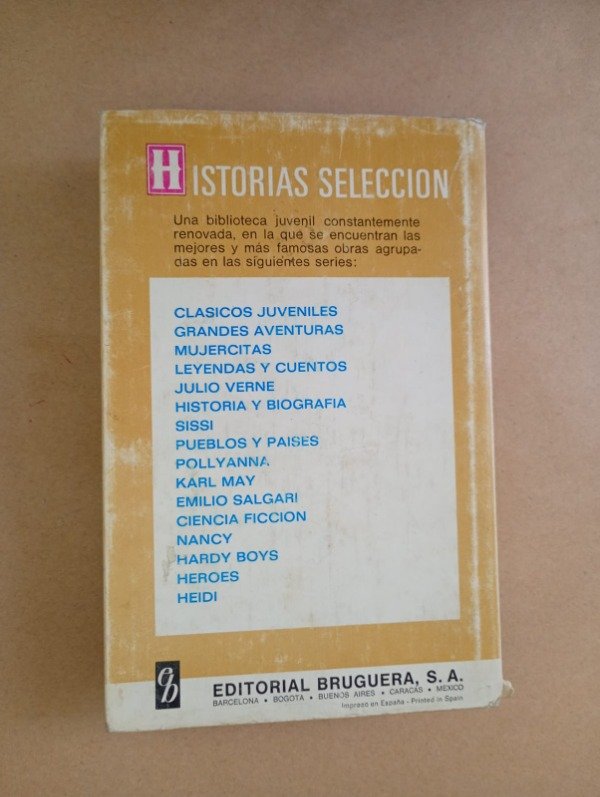 HISTORIAS SELECCION
Una biblioteca juvenil constantemente
renovada, en la que se encuentran las
mejores y más famosas obras agrupa-
das en las siguientes series:
CLASICOS JUVENILES
GRANDES AVENTURAS
MUJERCITAS
LEYENDAS Y CUENTOS
JULIO VERNE
HISTORIA Y BIOGRAFIA
SISSI
PUEBLOS Y PAISES
POLLYANNA
KARL MAY
EMILIO SALGARI
CIENCIA FICCION
NANCY
HARDY BOYS
HEROES
HEIDI
eb
EDITORIAL BRUGUERA, S. A.
BARCELONA • BOGOTA • BUENOS AIRES • CARACAS • MEXICO
Impreso en España - Printed in Spain